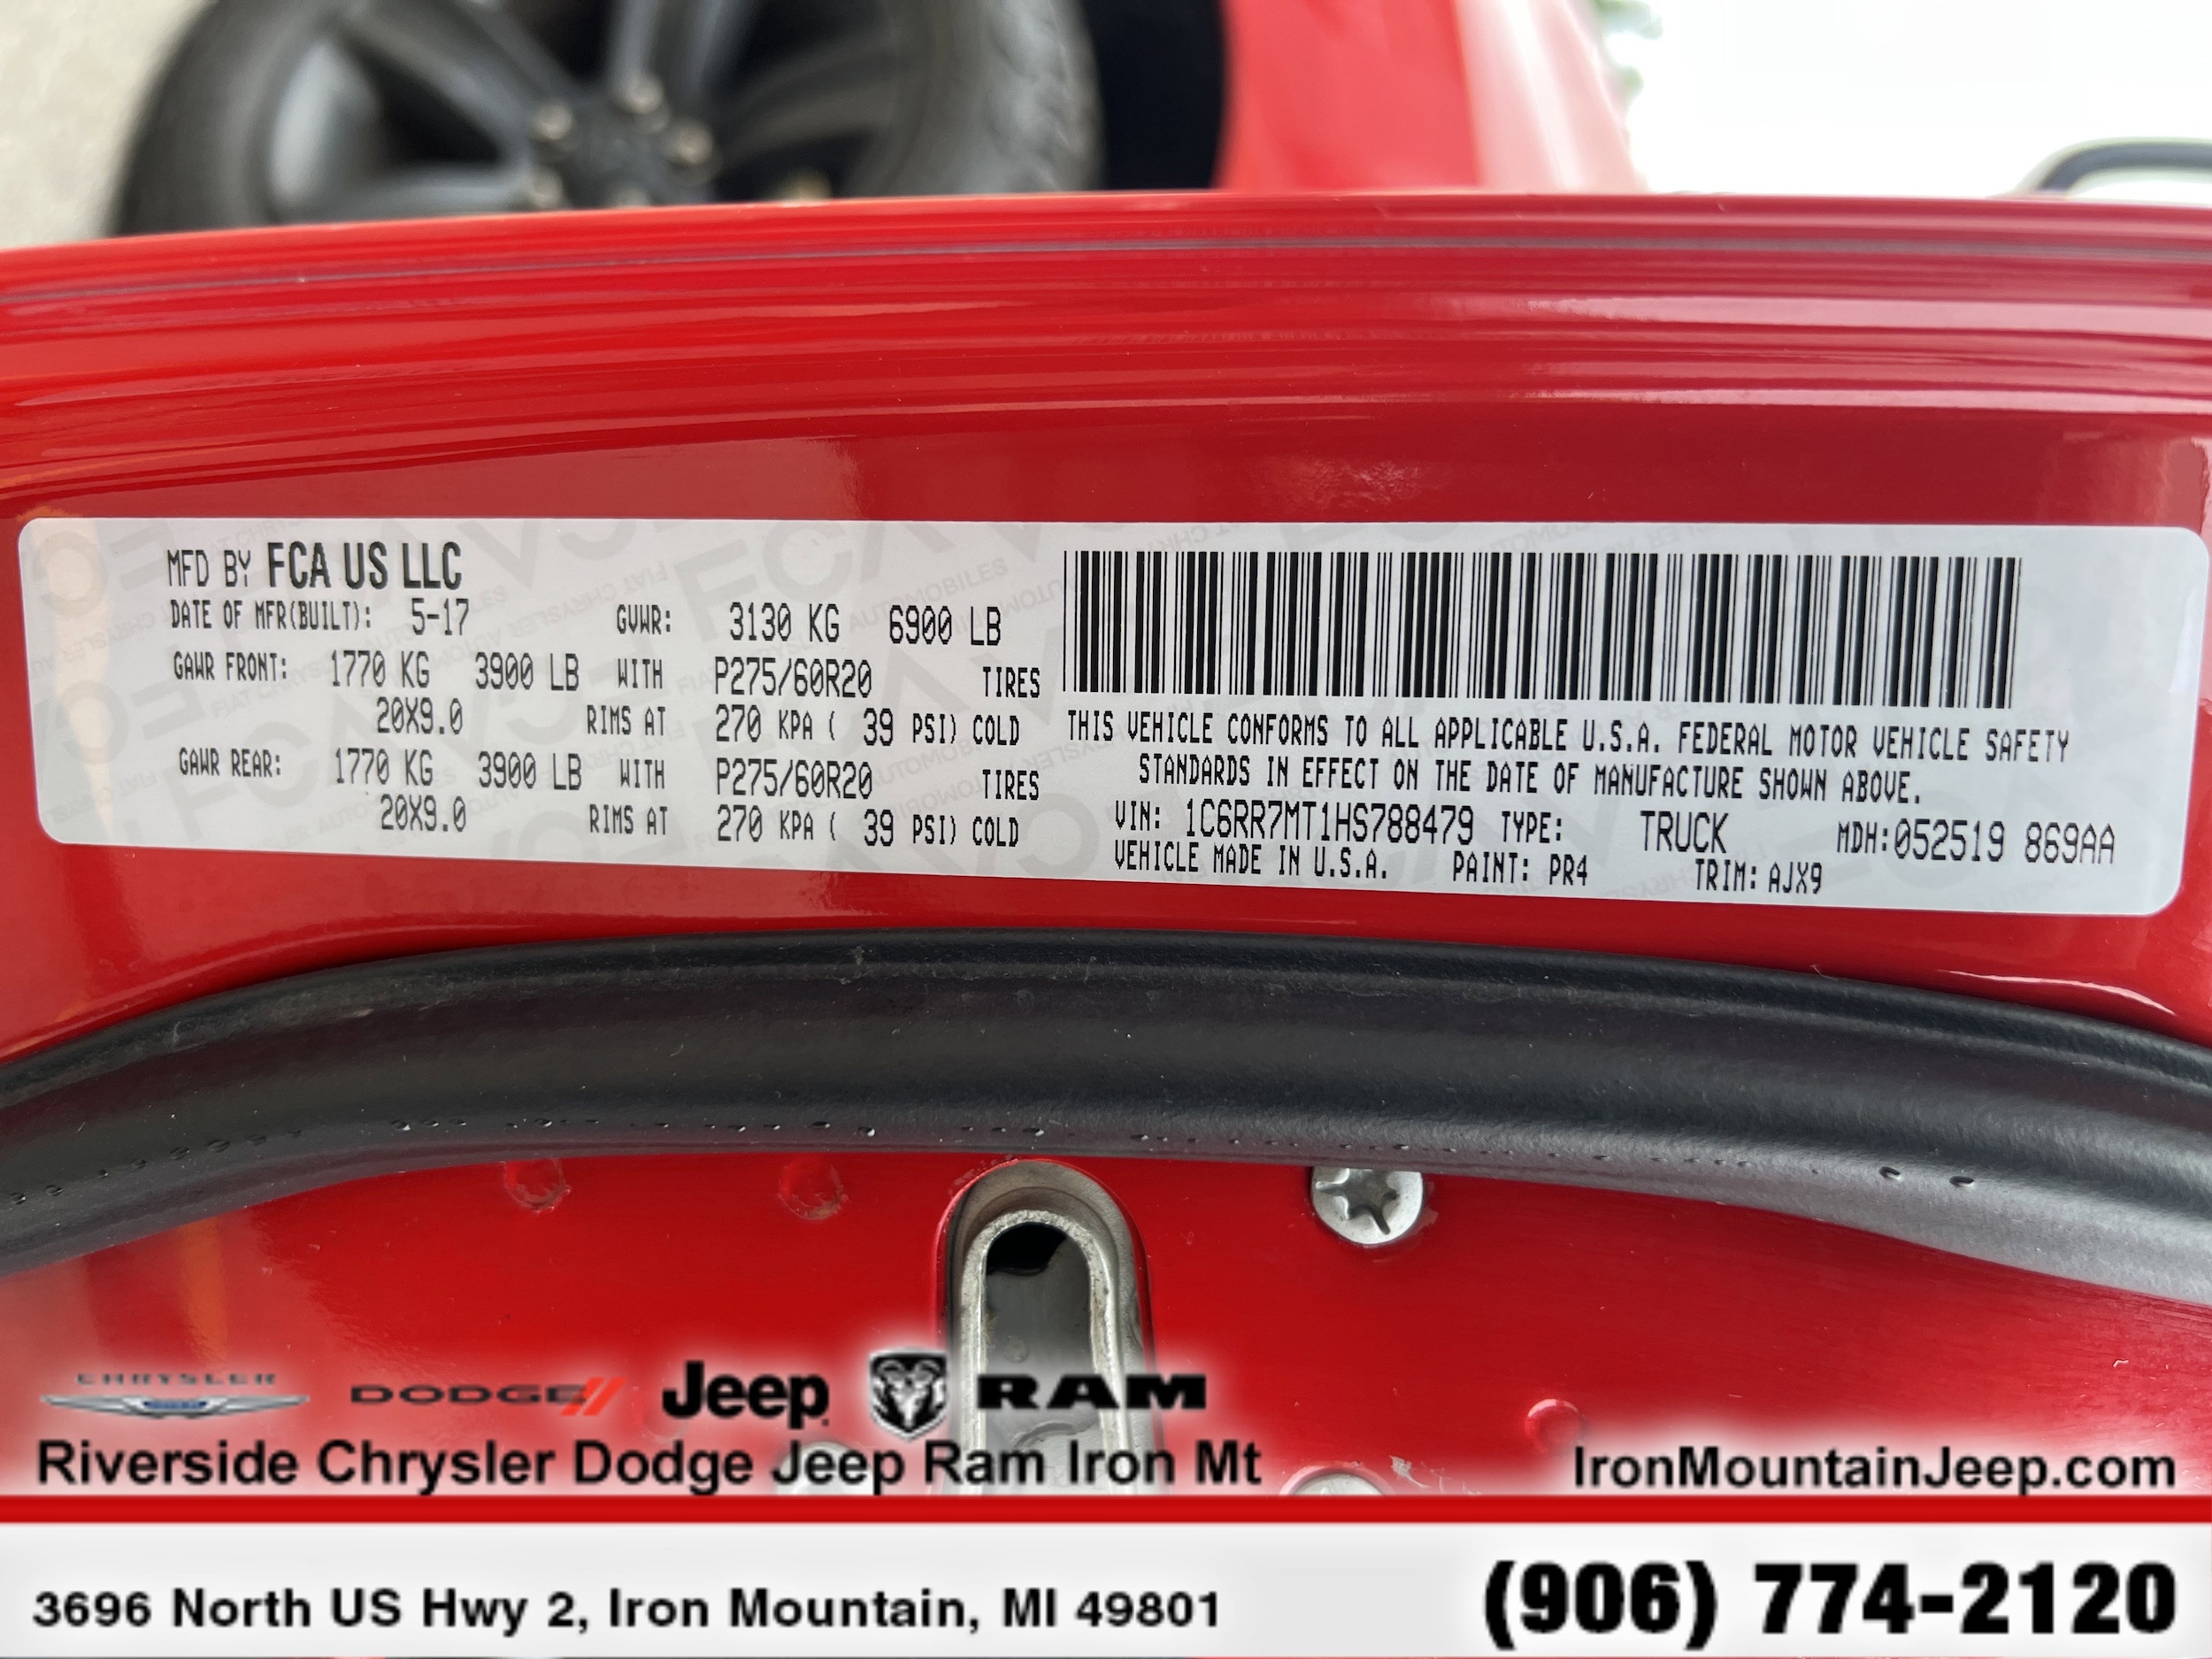 MFD BY FCA US LLC
DATE OF MFR(BUILT): 5-17 GVWR: 3130 KG 6900 LB
GAWR FRONT: 1770 KG 3900 LB WITH P275/60R20 TIRES
20X9.0 RIMS AT 270 KPA ( 39 PSI) COLD
GAWR REAR: 1770 KG 3900 LB WITH P275/60R20 TIRES
20X9.0 RIMS AT 270 KPA ( 39 PSI) COLD
THIS VEHICLE CONFORMS TO ALL APPLICABLE U.S.A. FEDERAL MOTOR VEHICLE SAFETY
STANDARDS IN EFFECT ON THE DATE OF MANUFACTURE SHOWN ABOVE.
VIN: 1C6RR7MT1HS788479 TYPE: TRUCK MDH: 052519 869AA
VEHICLE MADE IN U.S.A. PAINT: PR4 TRIM: AJX9
CHRYSLER DODGE Jeep RAM
Riverside Chrysler Dodge Jeep Ram Iron Mt IronMountainJeep.com
3696 North US Hwy 2, Iron Mountain, MI 49801 (906) 774-2120